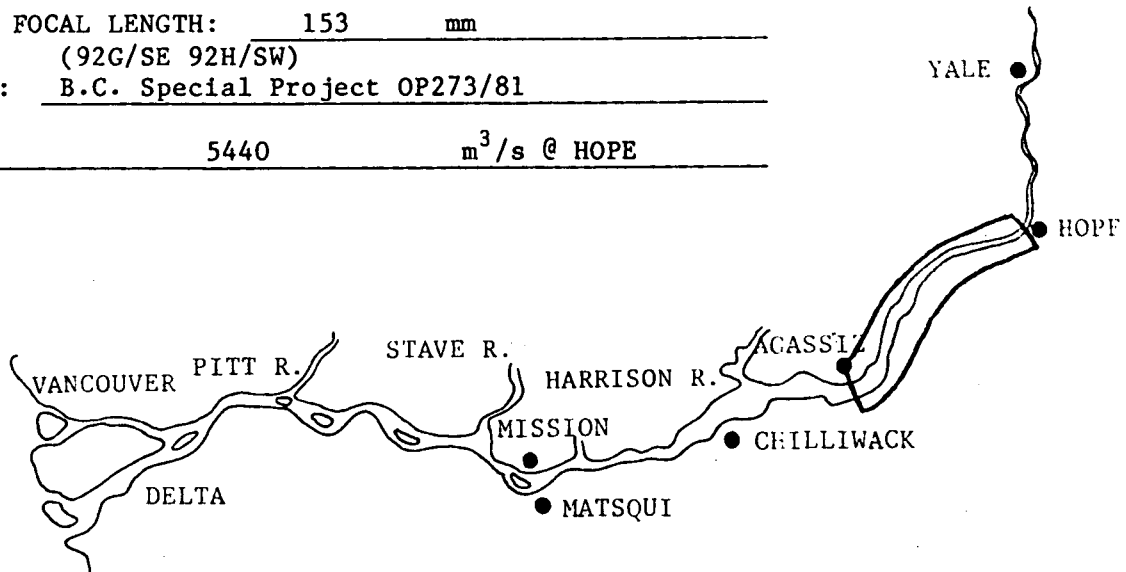 FOCAL LENGTH: 153 mm
(92G/SE 92H/SW)
: B.C. Special Project OP273/81
5440 m³/s @ HOPE
YALE
HOPE
AGASSIZ
STAVE R.
PITT R.
HARRISON R.
VANCOUVER
MISSION
CHILLIWACK
DELTA
MATSQUI